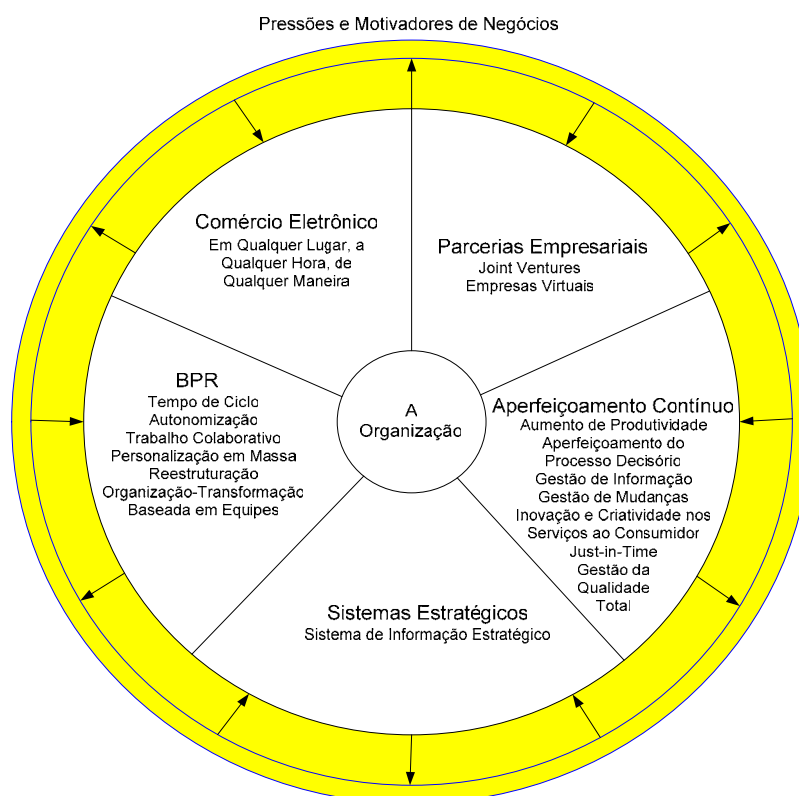 Pressões e Motivadores de Negócios
Comércio Eletrônico
Em Qualquer Lugar, a
Qualquer Hora, de
Qualquer Maneira
Parcerias Empresariais
Joint Ventures
Empresas Virtuais
BPR
Tempo de Ciclo
Autonomização
Trabalho Colaborativo
Personalização em Massa
Reestruturação
Organização-Transformação
Baseada em Equipes
A
Organização
Aperfeiçoamento Contínuo
Aumento de Produtividade
Aperfeiçoamento do
Processo Decisório
Gestão de Informação
Gestão de Mudanças
Inovação e Criatividade nos
Serviços ao Consumidor
Just-in-Time
Gestão da
Qualidade
Total
Sistemas Estratégicos
Sistema de Informação Estratégico